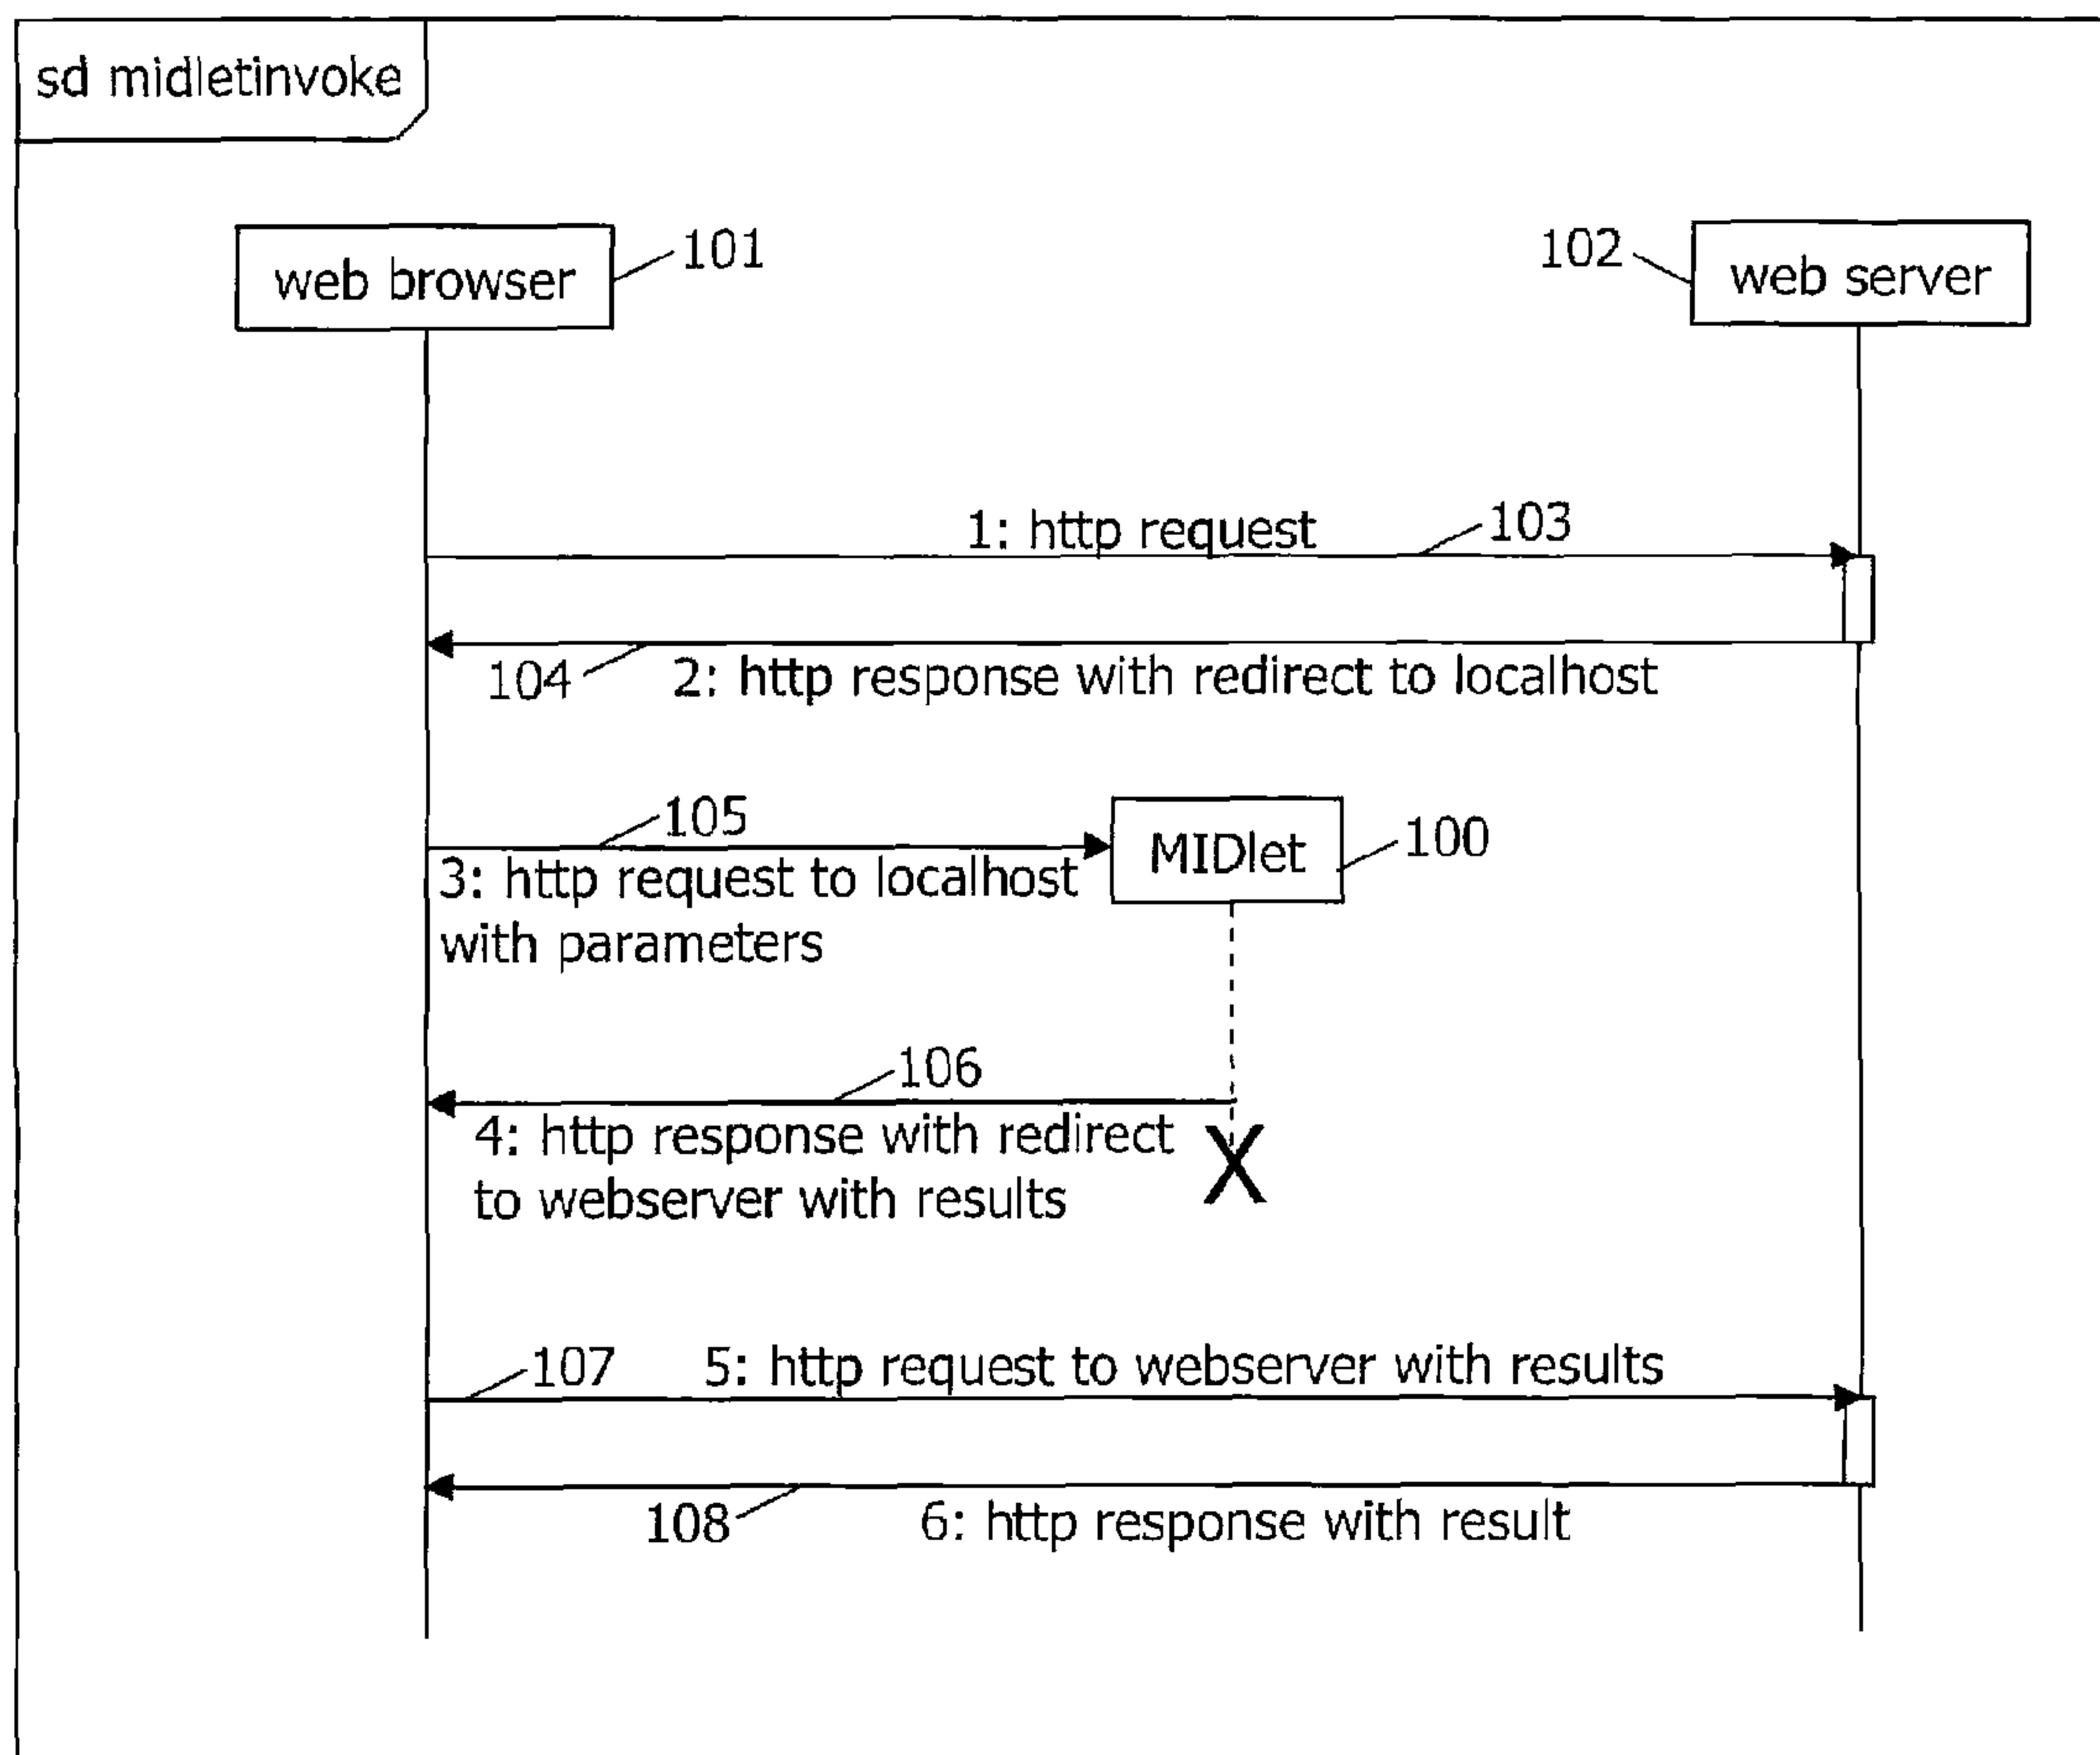 sd midletinvoke
web browser
101
102
web server
1: http request
103
104
2: http response with redirect to localhost
105
MIDlet
100
3: http request to localhost
with parameters
106
4: http response with redirect
to webserver with results
107
5: http request to webserver with results
108
6: http response with result